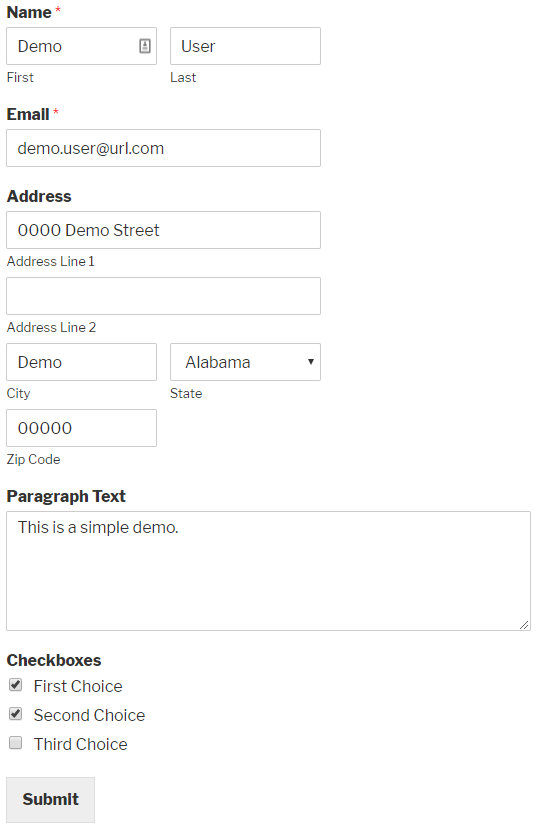 Name *
Demo User
First Last
Email *
demo.user@url.com
Address
0000 Demo Street
Address Line 1
Address Line 2
Demo Alabama
City State
00000
Zip Code
Paragraph Text
This is a simple demo.
Checkboxes
First Choice
Second Choice
Third Choice
Submit